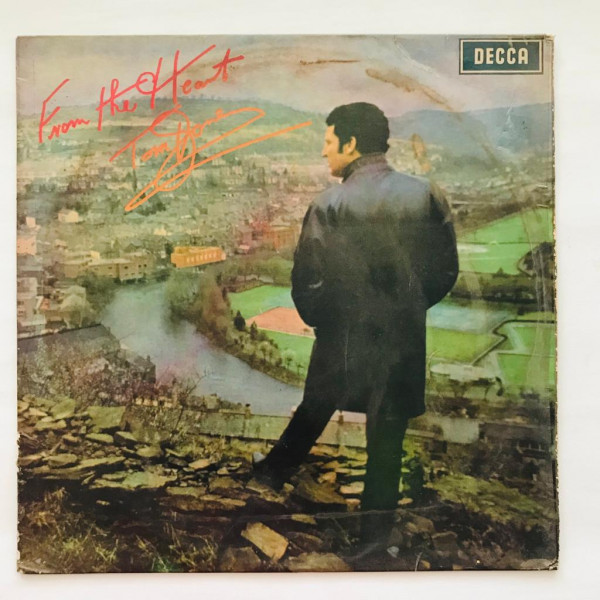 DECCA
From the Heart
Tom Jones